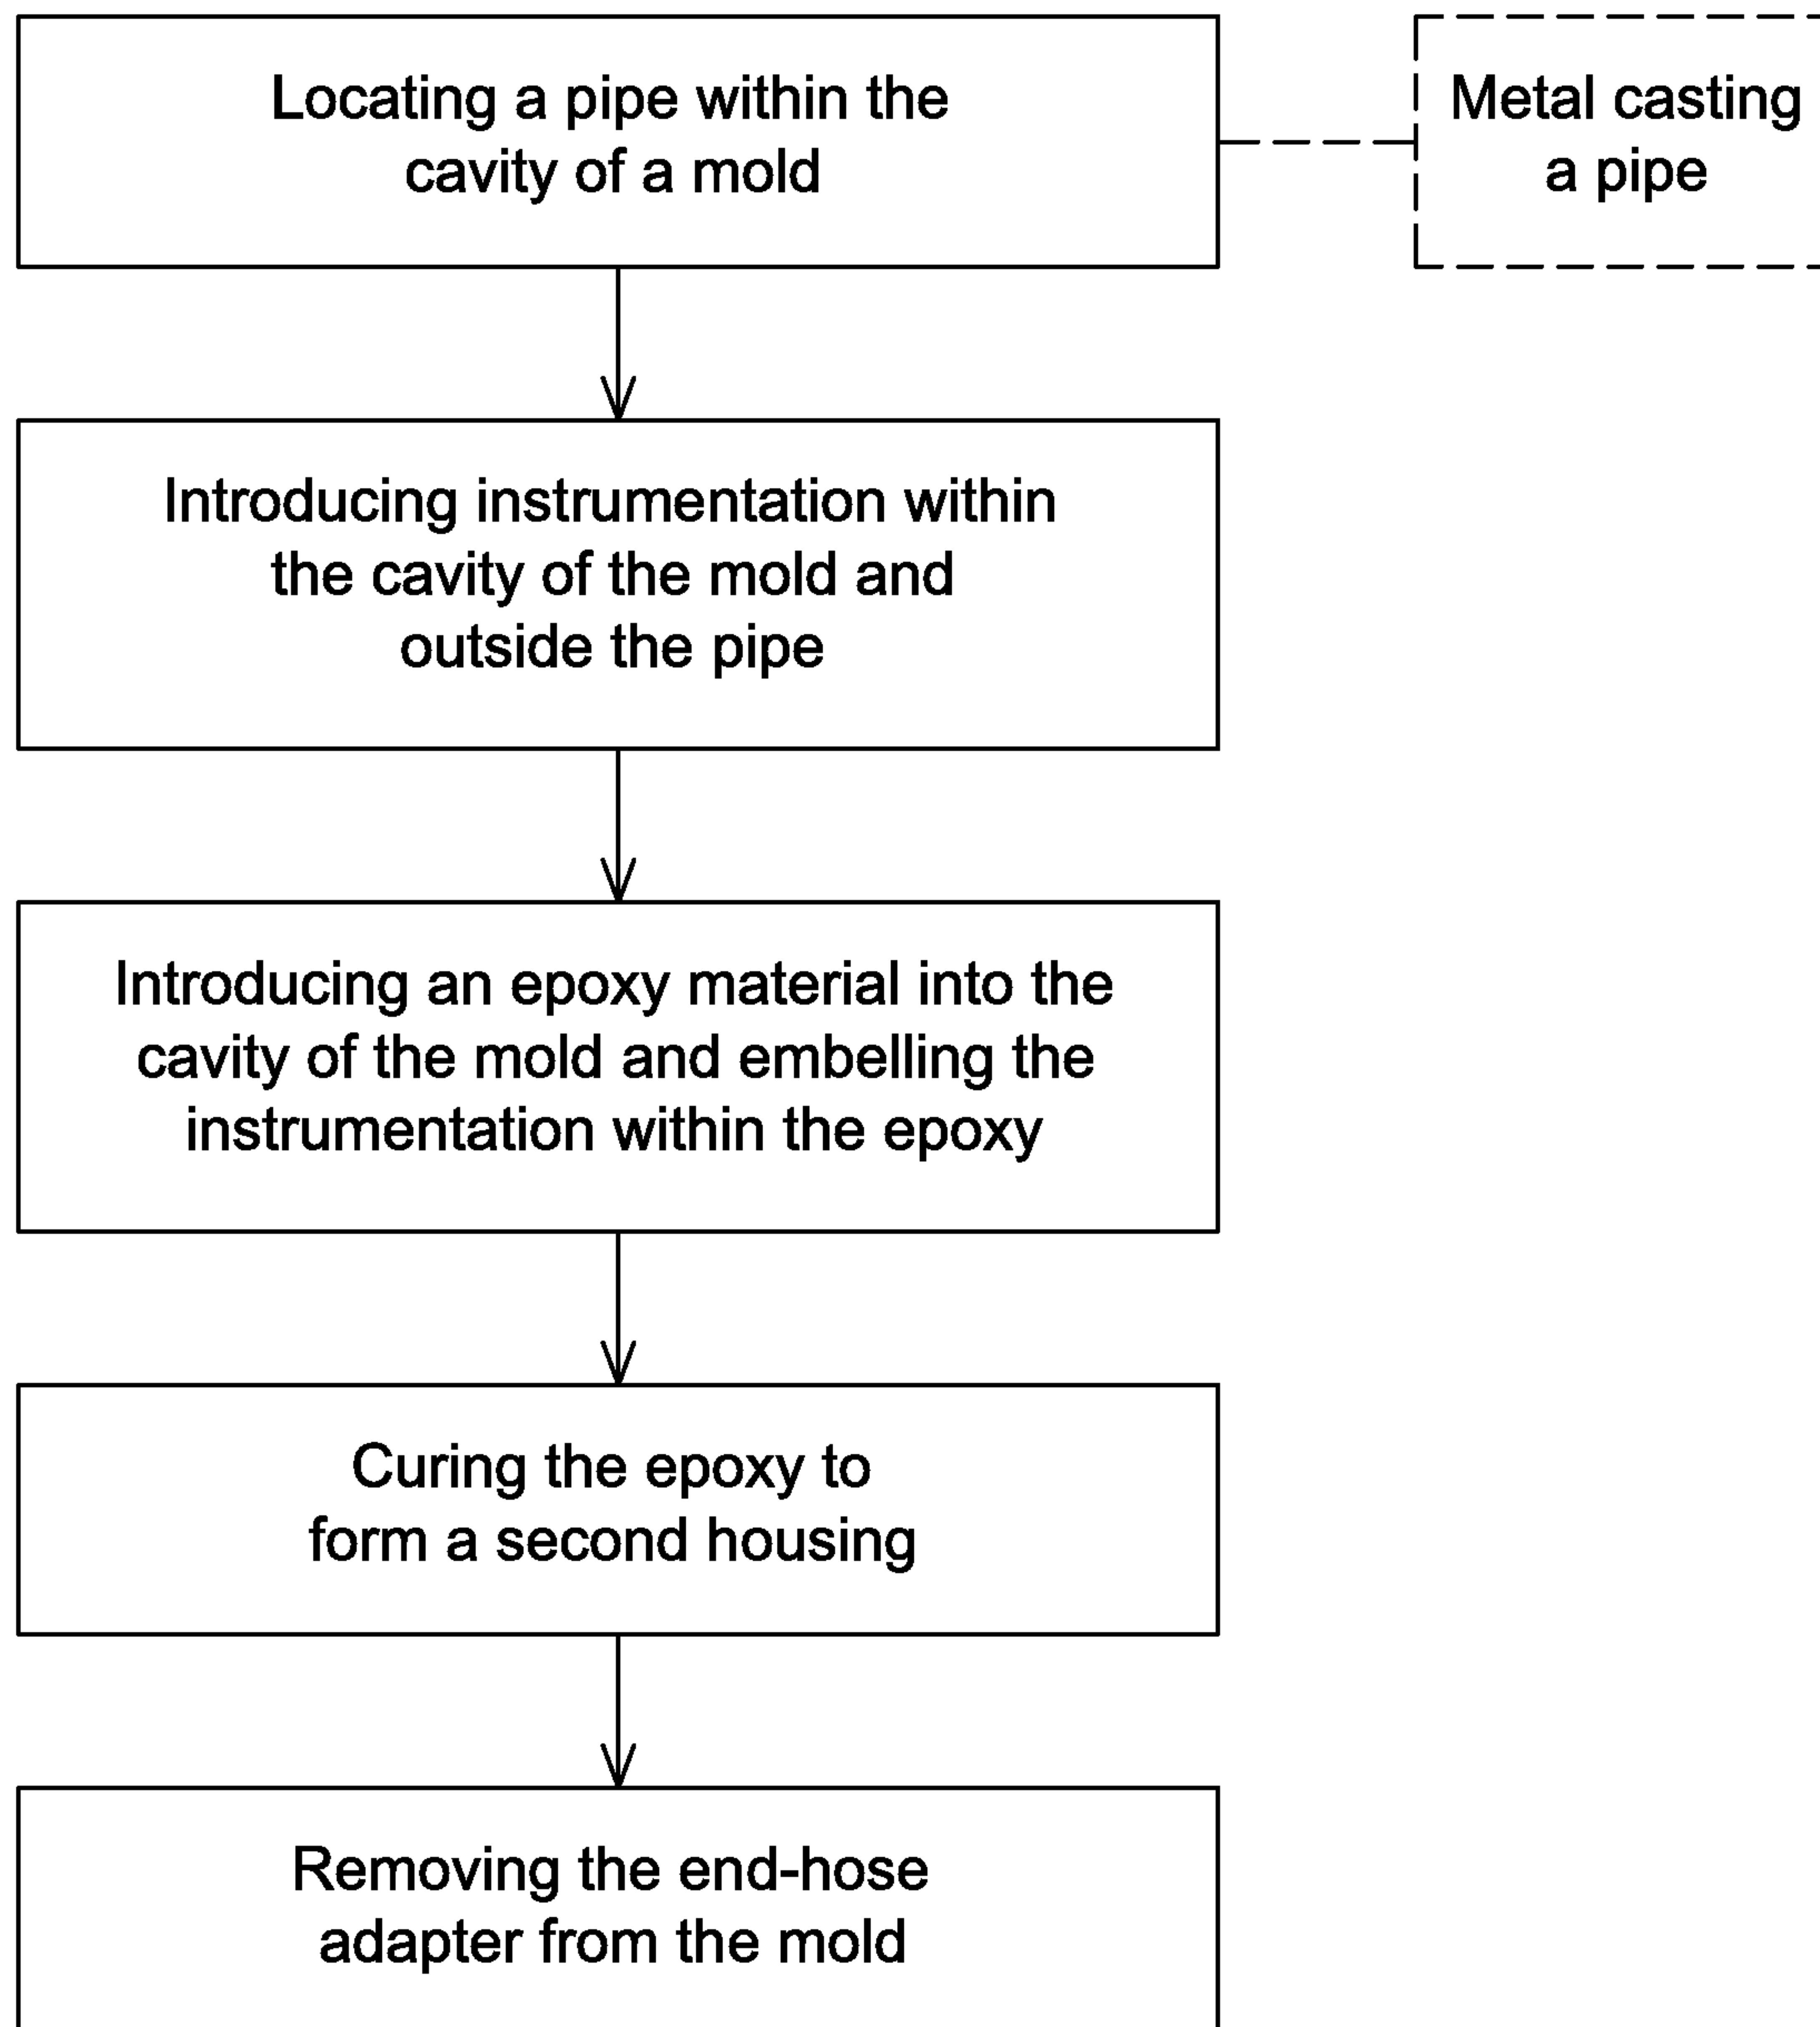 Locating a pipe within the
cavity of a mold
Metal casting
a pipe
Introducing instrumentation within
the cavity of the mold and
outside the pipe
Introducing an epoxy material into the
cavity of the mold and embelling the
instrumentation within the epoxy
Curing the epoxy to
form a second housing
Removing the end-hose
adapter from the mold